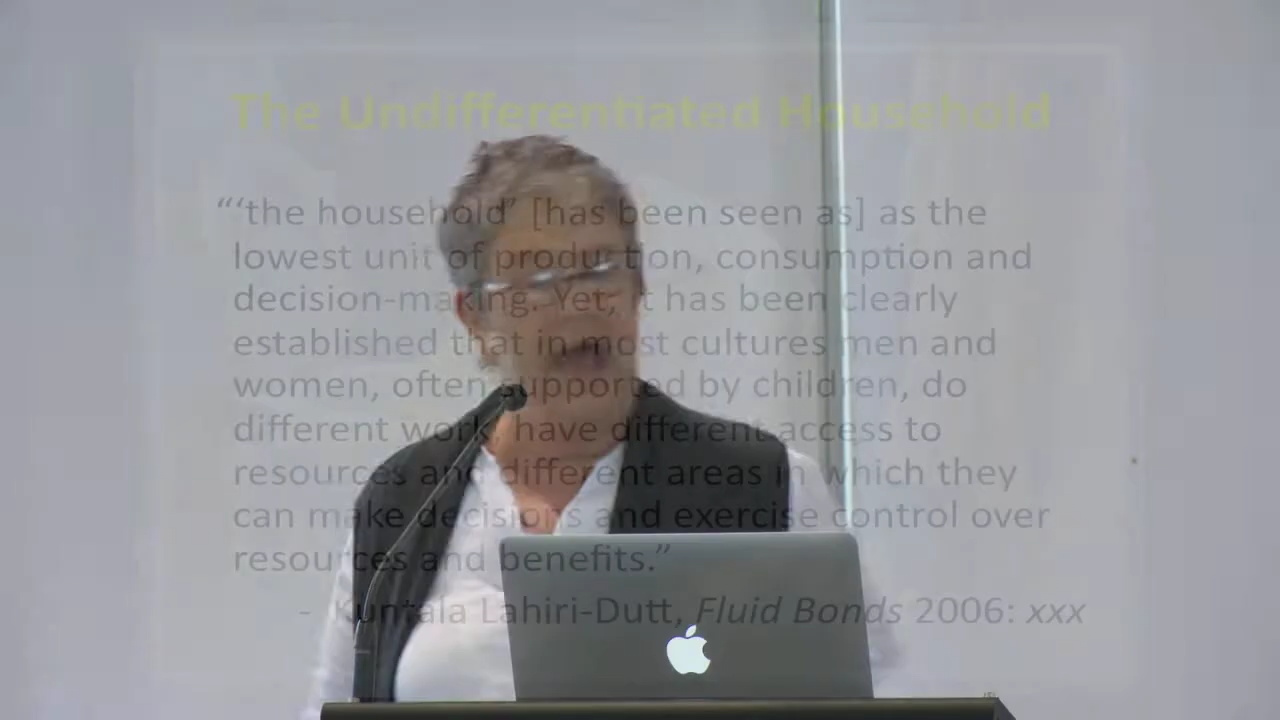 The Undifferentiated Household
“‘the household’ [has been seen as] as the
lowest unit of production, consumption and
decision-making. Yet, it has been clearly
established that in most cultures men and
women, often supported by children, do
different work, have different access to
resources and different areas in which they
can make decisions and exercise control over
resources and benefits.”
- Kuntala Lahiri-Dutt, Fluid Bonds 2006: xxx